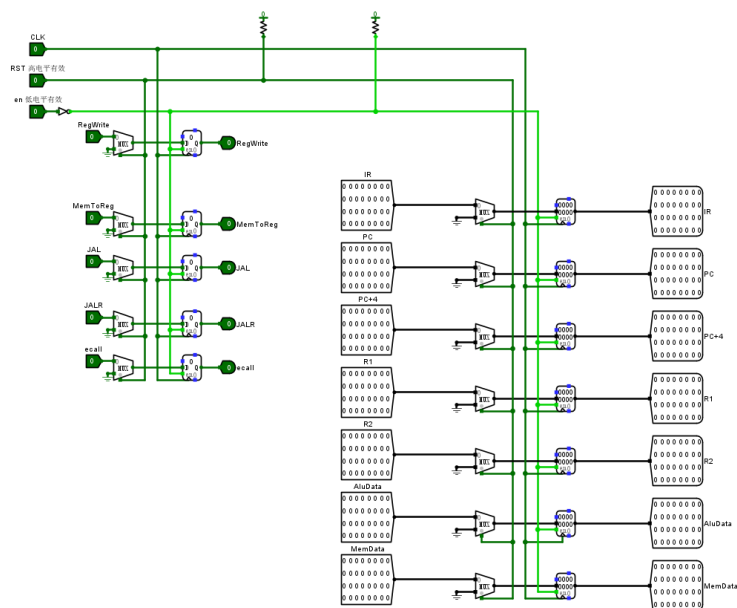 CLK
RST 高电平有效
en 低电平有效
RegWrite
RegWrite
MemToReg
MemToReg
JAL
JAL
JALR
JALR
ecall
ecall
IR
IR
PC
PC
PC+4
PC+4
R1
R1
R2
R2
AluData
AluData
MemData
MemData